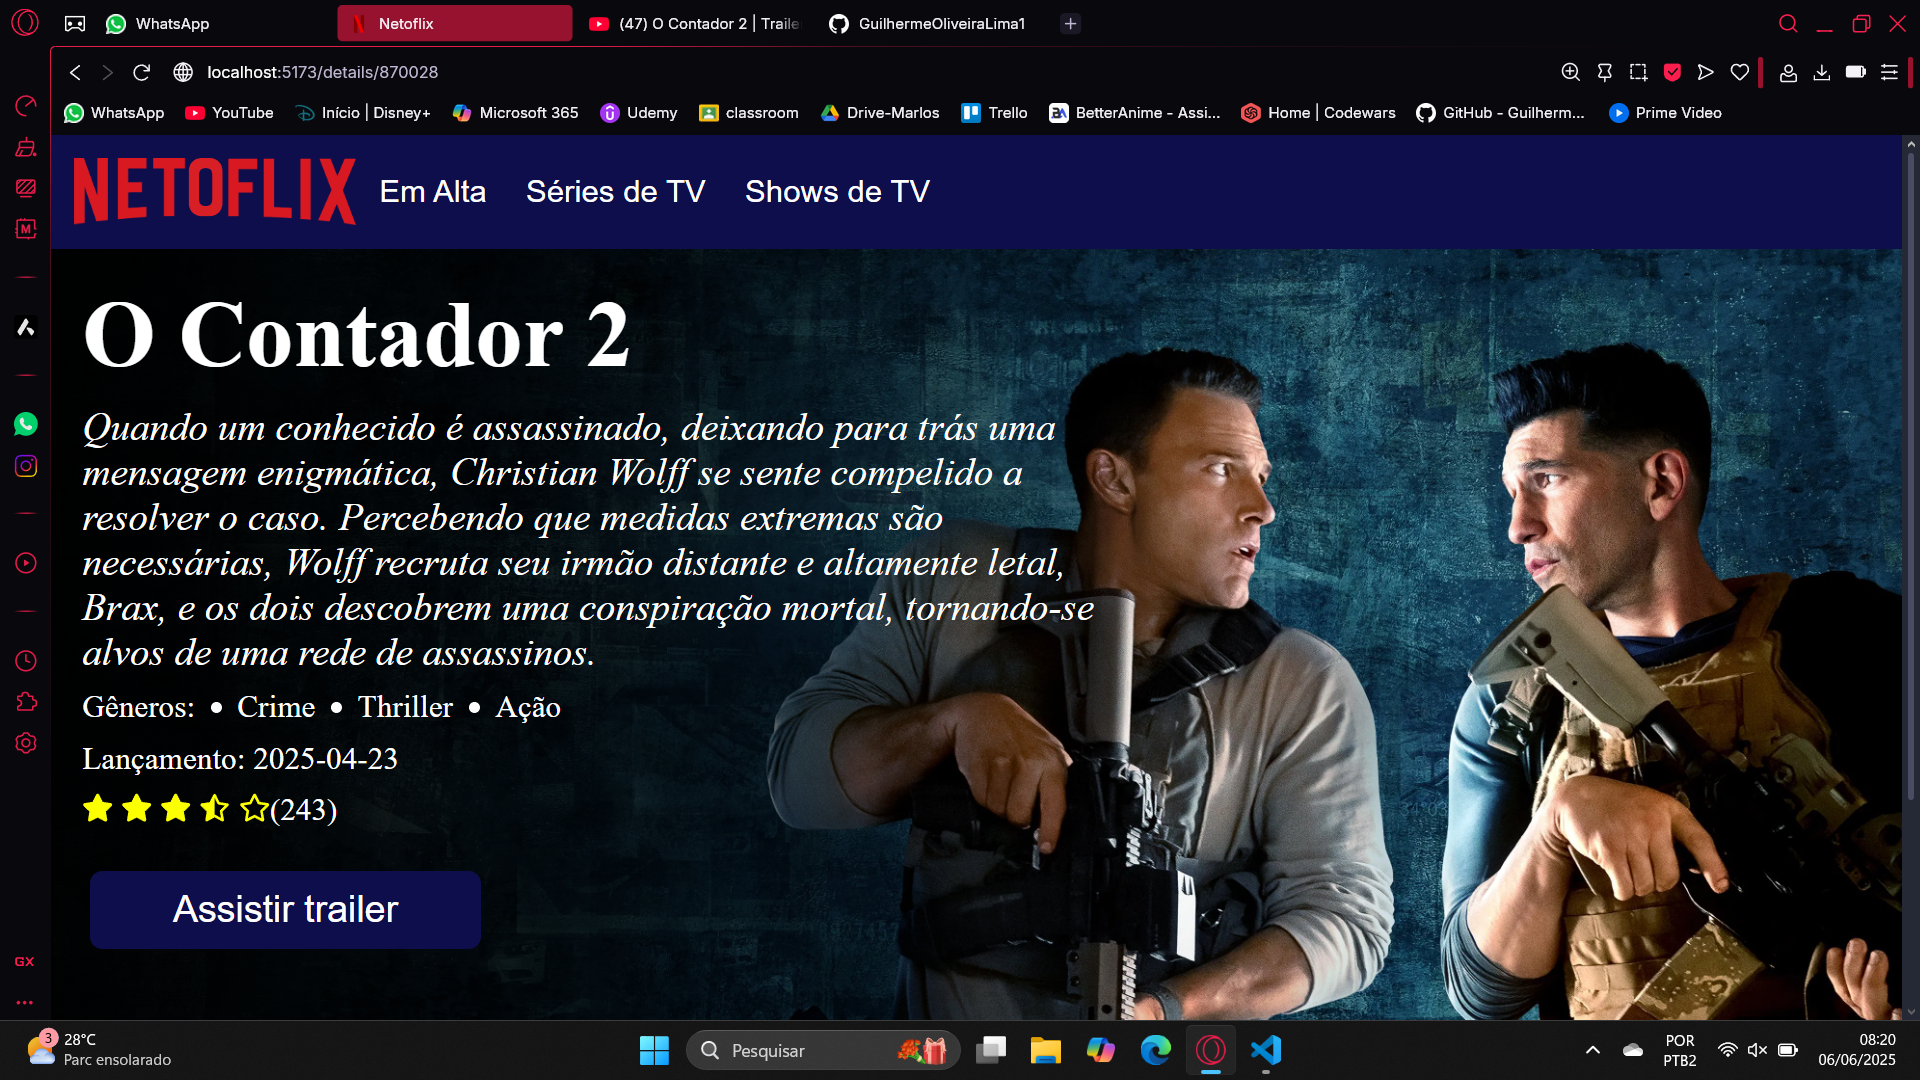 WhatsApp
Netoflix
(47) O Contador 2 | Traile
GuilhermeOliveiraLima1
localhost:5173/details/870028
WhatsApp
YouTube
Início | Disney+
Microsoft 365
Udemy
classroom
Drive-Marlos
Trello
BetterAnime - Assi...
Home | Codewars
GitHub - Guilherm...
Prime Video
NETOFLIX
Em Alta
Séries de TV
Shows de TV
O Contador 2
Quando um conhecido é assassinado, deixando para trás uma
mensagem enigmática, Christian Wolff se sente compelido a
resolver o caso. Percebendo que medidas extremas são
necessárias, Wolff recruta seu irmão distante e altamente letal,
Brax, e os dois descobrem uma conspiração mortal, tornando-se
alvos de uma rede de assassinos.
Gêneros: • Crime • Thriller • Ação
Lançamento: 2025-04-23
(243)
Assistir trailer
GX
3
28°C
Parc ensolarado
Pesquisar
POR
PTB2
08:20
06/06/2025